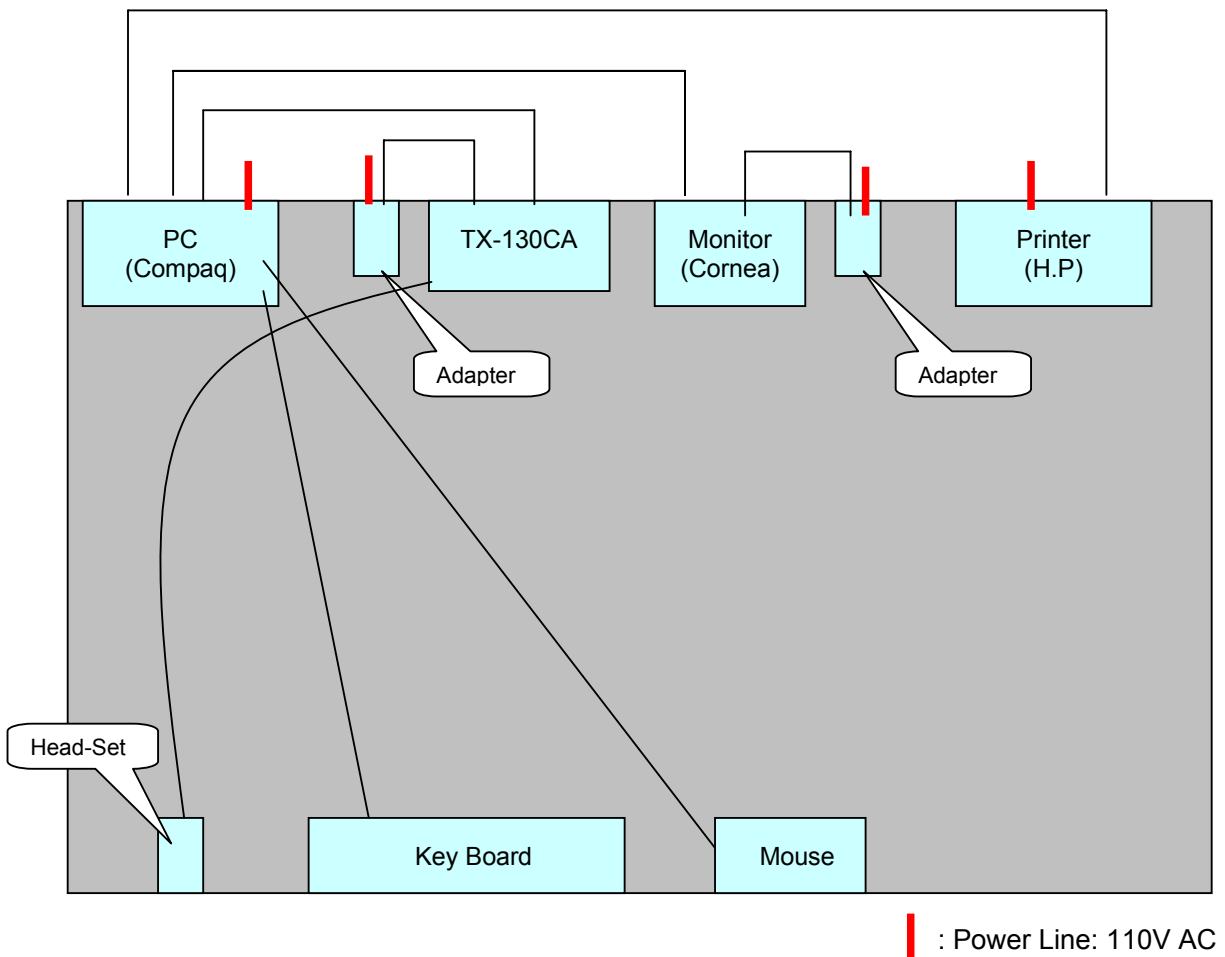 PC
(Compaq)
TX-130CA
Monitor
(Cornea)
Printer
(H.P)
Adapter
Adapter
Head-Set
Key Board
Mouse
: Power Line: 110V AC